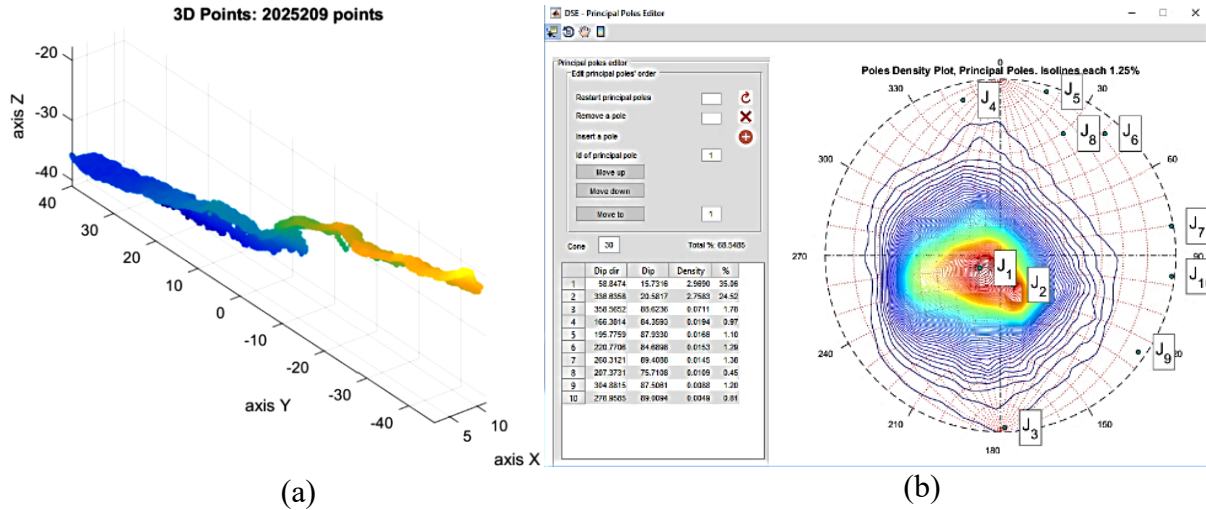 3D Points: 2025209 points
axis Z
-20
-30
-40
40
30
20
10
0
-10
-20
-30
-40
axis Y
5
10
axis X
(a)
DSE - Principal Poles Editor
Principal poles editor
Edit principal poles' order
Restart principal poles
Remove a pole
Insert a pole
Id of principal pole 1
Move up
Move down
Move to 1
Cone 30 Total %: 68.5485
Dip dir Dip Density %
1 58.8474 15.7316 2.9690 35.06
2 338.8358 20.5817 2.7583 24.52
3 358.5652 85.6236 0.0711 1.78
4 166.3814 84.3593 0.0194 0.97
5 195.7759 87.9330 0.0168 1.10
6 220.7706 84.6898 0.0153 1.29
7 260.3121 89.4088 0.0145 1.36
8 207.3731 75.7108 0.0109 0.45
9 304.8815 87.5061 0.0088 1.20
10 276.9585 89.0094 0.0049 0.81
Poles Density Plot, Principal Poles. Isolines each 1.25%
0
30
60
90
150
180
210
240
270
300
330
J4
J5
J8
J6
J7
J1
J2
J9
J3
(b)